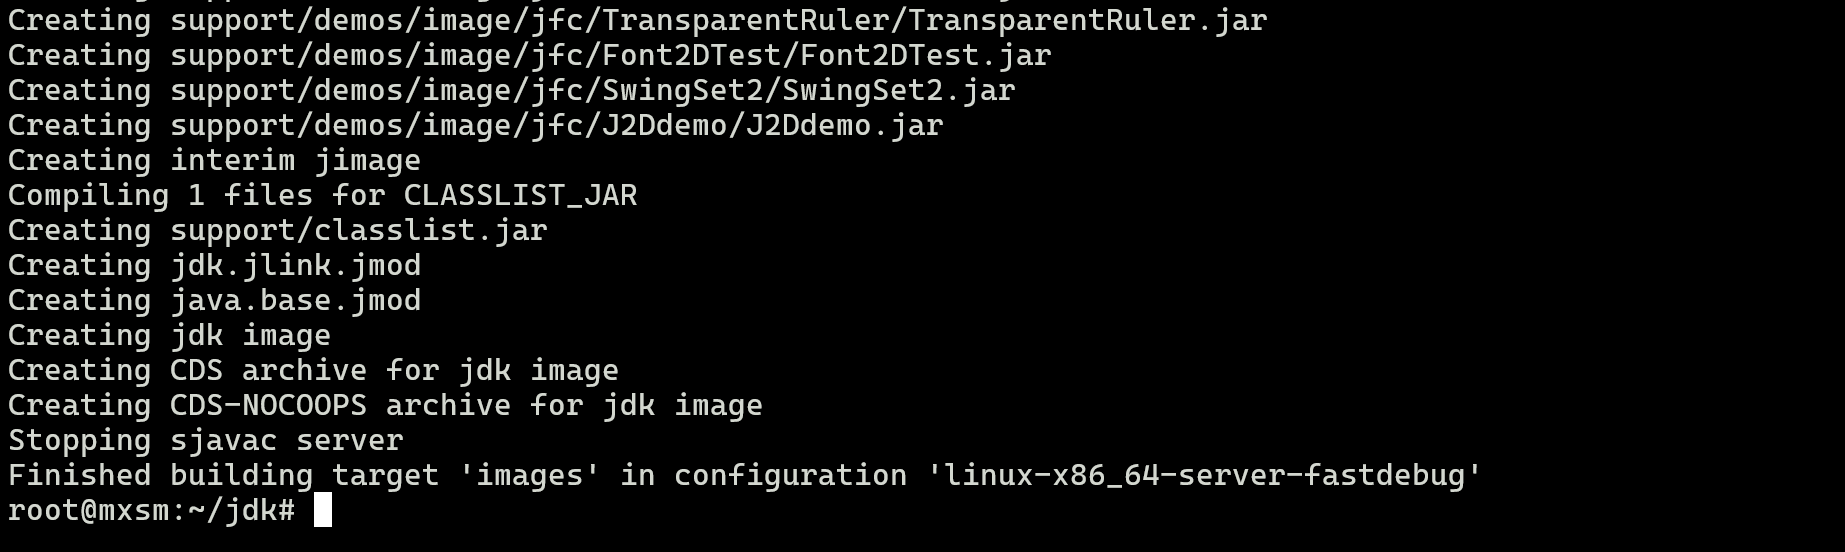 Creating support/demos/image/jfc/TransparentRuler/TransparentRuler.jar
Creating support/demos/image/jfc/Font2DTest/Font2DTest.jar
Creating support/demos/image/jfc/SwingSet2/SwingSet2.jar
Creating support/demos/image/jfc/J2Ddemo/J2Ddemo.jar
Creating interim jimage
Compiling 1 files for CLASSLIST_JAR
Creating support/classlist.jar
Creating jdk.jlink.jmod
Creating java.base.jmod
Creating jdk image
Creating CDS archive for jdk image
Creating CDS-NOCOOPS archive for jdk image
Stopping sjavac server
Finished building target 'images' in configuration 'linux-x86_64-server-fastdebug'
root@mxsm:~/jdk#